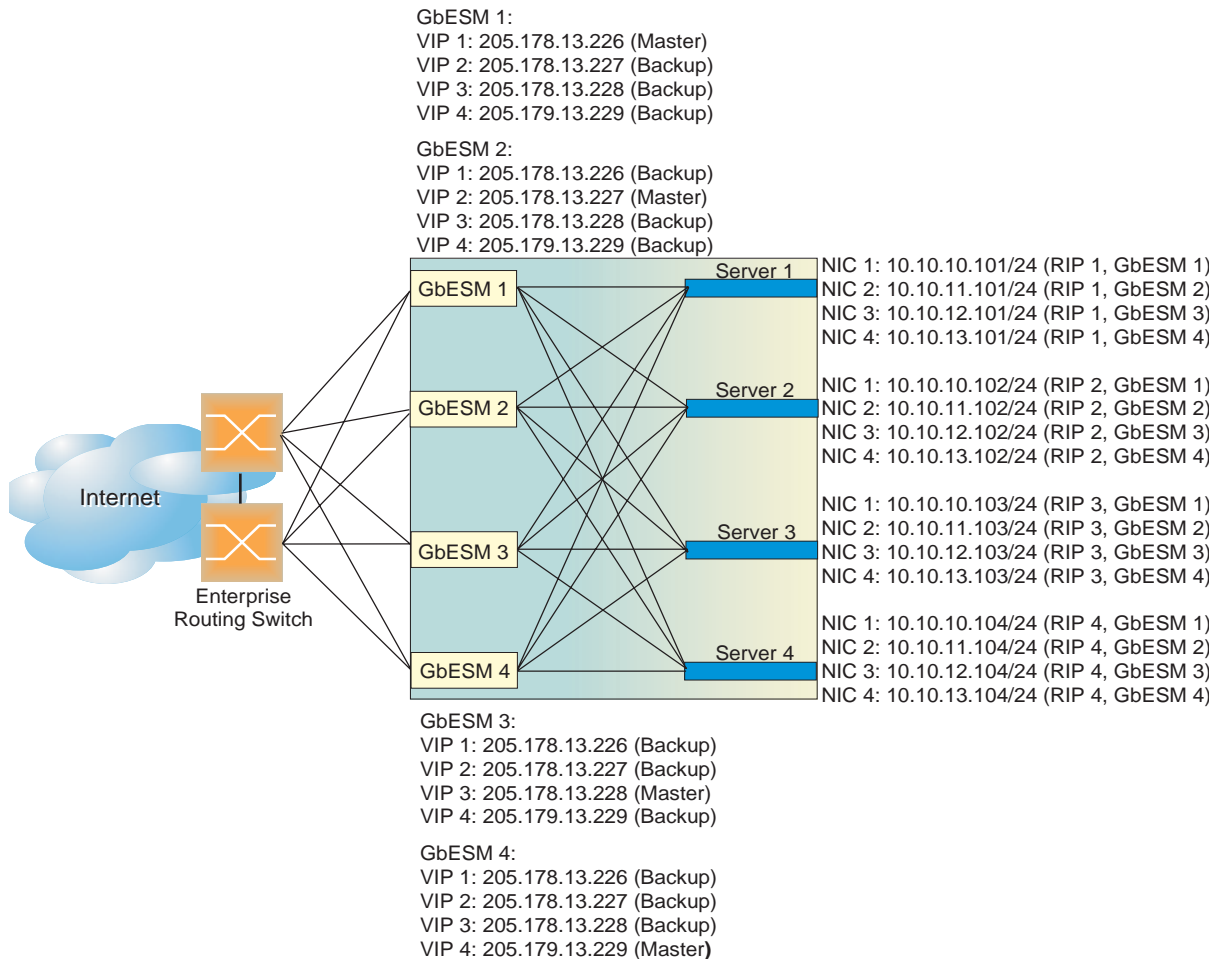 GbESM 1:
VIP 1: 205.178.13.226 (Master)
VIP 2: 205.178.13.227 (Backup)
VIP 3: 205.178.13.228 (Backup)
VIP 4: 205.179.13.229 (Backup)
GbESM 2:
VIP 1: 205.178.13.226 (Backup)
VIP 2: 205.178.13.227 (Master)
VIP 3: 205.178.13.228 (Backup)
VIP 4: 205.179.13.229 (Backup)
GbESM 1
GbESM 2
GbESM 3
GbESM 4
Server 1
Server 2
Server 3
Server 4
NIC 1: 10.10.10.101/24 (RIP 1, GbESM 1)
NIC 2: 10.10.11.101/24 (RIP 1, GbESM 2)
NIC 3: 10.10.12.101/24 (RIP 1, GbESM 3)
NIC 4: 10.10.13.101/24 (RIP 1, GbESM 4)
NIC 1: 10.10.10.102/24 (RIP 2, GbESM 1)
NIC 2: 10.10.11.102/24 (RIP 2, GbESM 2)
NIC 3: 10.10.12.102/24 (RIP 2, GbESM 3)
NIC 4: 10.10.13.102/24 (RIP 2, GbESM 4)
NIC 1: 10.10.10.103/24 (RIP 3, GbESM 1)
NIC 2: 10.10.11.103/24 (RIP 3, GbESM 2)
NIC 3: 10.10.12.103/24 (RIP 3, GbESM 3)
NIC 4: 10.10.13.103/24 (RIP 3, GbESM 4)
NIC 1: 10.10.10.104/24 (RIP 4, GbESM 1)
NIC 2: 10.10.11.104/24 (RIP 4, GbESM 2)
NIC 3: 10.10.12.104/24 (RIP 4, GbESM 3)
NIC 4: 10.10.13.104/24 (RIP 4, GbESM 4)
Internet
Enterprise
Routing Switch
GbESM 3:
VIP 1: 205.178.13.226 (Backup)
VIP 2: 205.178.13.227 (Backup)
VIP 3: 205.178.13.228 (Master)
VIP 4: 205.179.13.229 (Backup)
GbESM 4:
VIP 1: 205.178.13.226 (Backup)
VIP 2: 205.178.13.227 (Backup)
VIP 3: 205.178.13.228 (Backup)
VIP 4: 205.179.13.229 (Master)